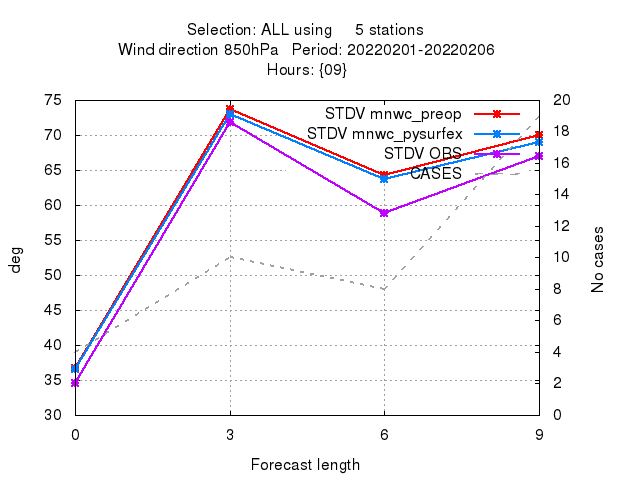 Selection: ALL using 5 stations
Wind direction 850hPa Period: 20220201-20220206
Hours: {09}
STDV mnwc_preop
STDV mnwc_pysurfex
STDV OBS
CASES
75
70
65
60
55
50
45
40
35
30
deg
20
18
16
14
12
10
8
6
4
2
0
No cases
0 3 6 9
Forecast length